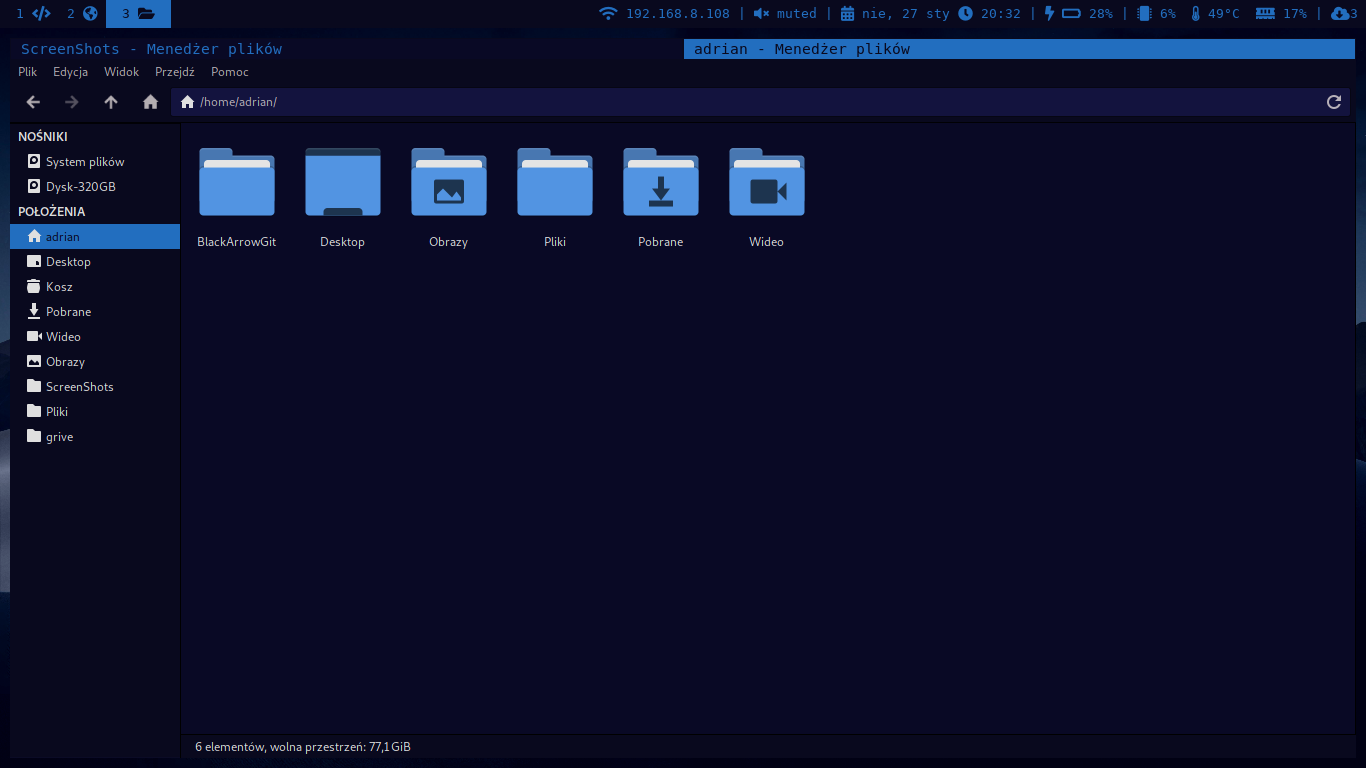 1 2 3 192.168.8.108 | muted | nie, 27 sty 20:32 | 28% | 6% 49°C 17% | 3
ScreenShots - Menedżer plików adrian - Menedżer plików
Plik Edycja Widok Przejdź Pomoc
/home/adrian/
NOŚNIKI
System plików
Dysk-320GB
POŁOŻENIA
adrian
Desktop
Kosz
Pobrane
Wideo
Obrazy
ScreenShots
Pliki
grive
BlackArrowGit Desktop Obrazy Pliki Pobrane Wideo
6 elementów, wolna przestrzeń: 77,1 GiB